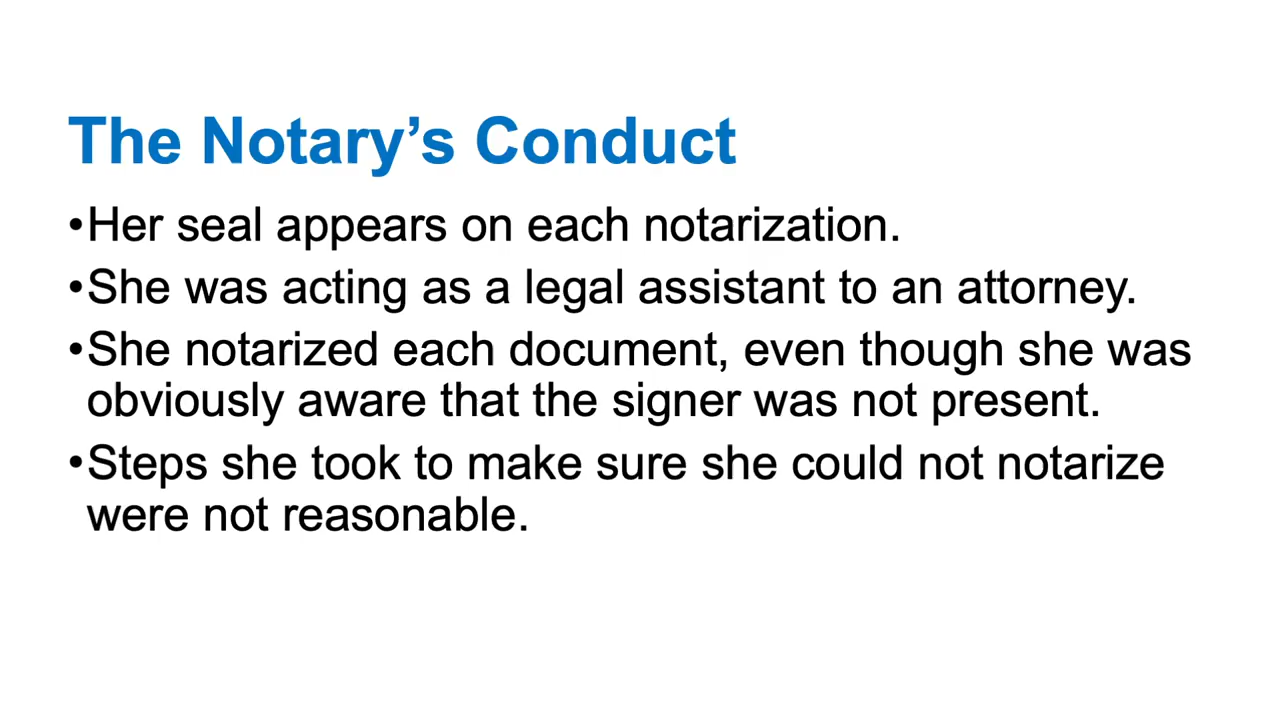 The Notary’s Conduct
•Her seal appears on each notarization.
•She was acting as a legal assistant to an attorney.
•She notarized each document, even though she was
obviously aware that the signer was not present.
•Steps she took to make sure she could not notarize
were not reasonable.